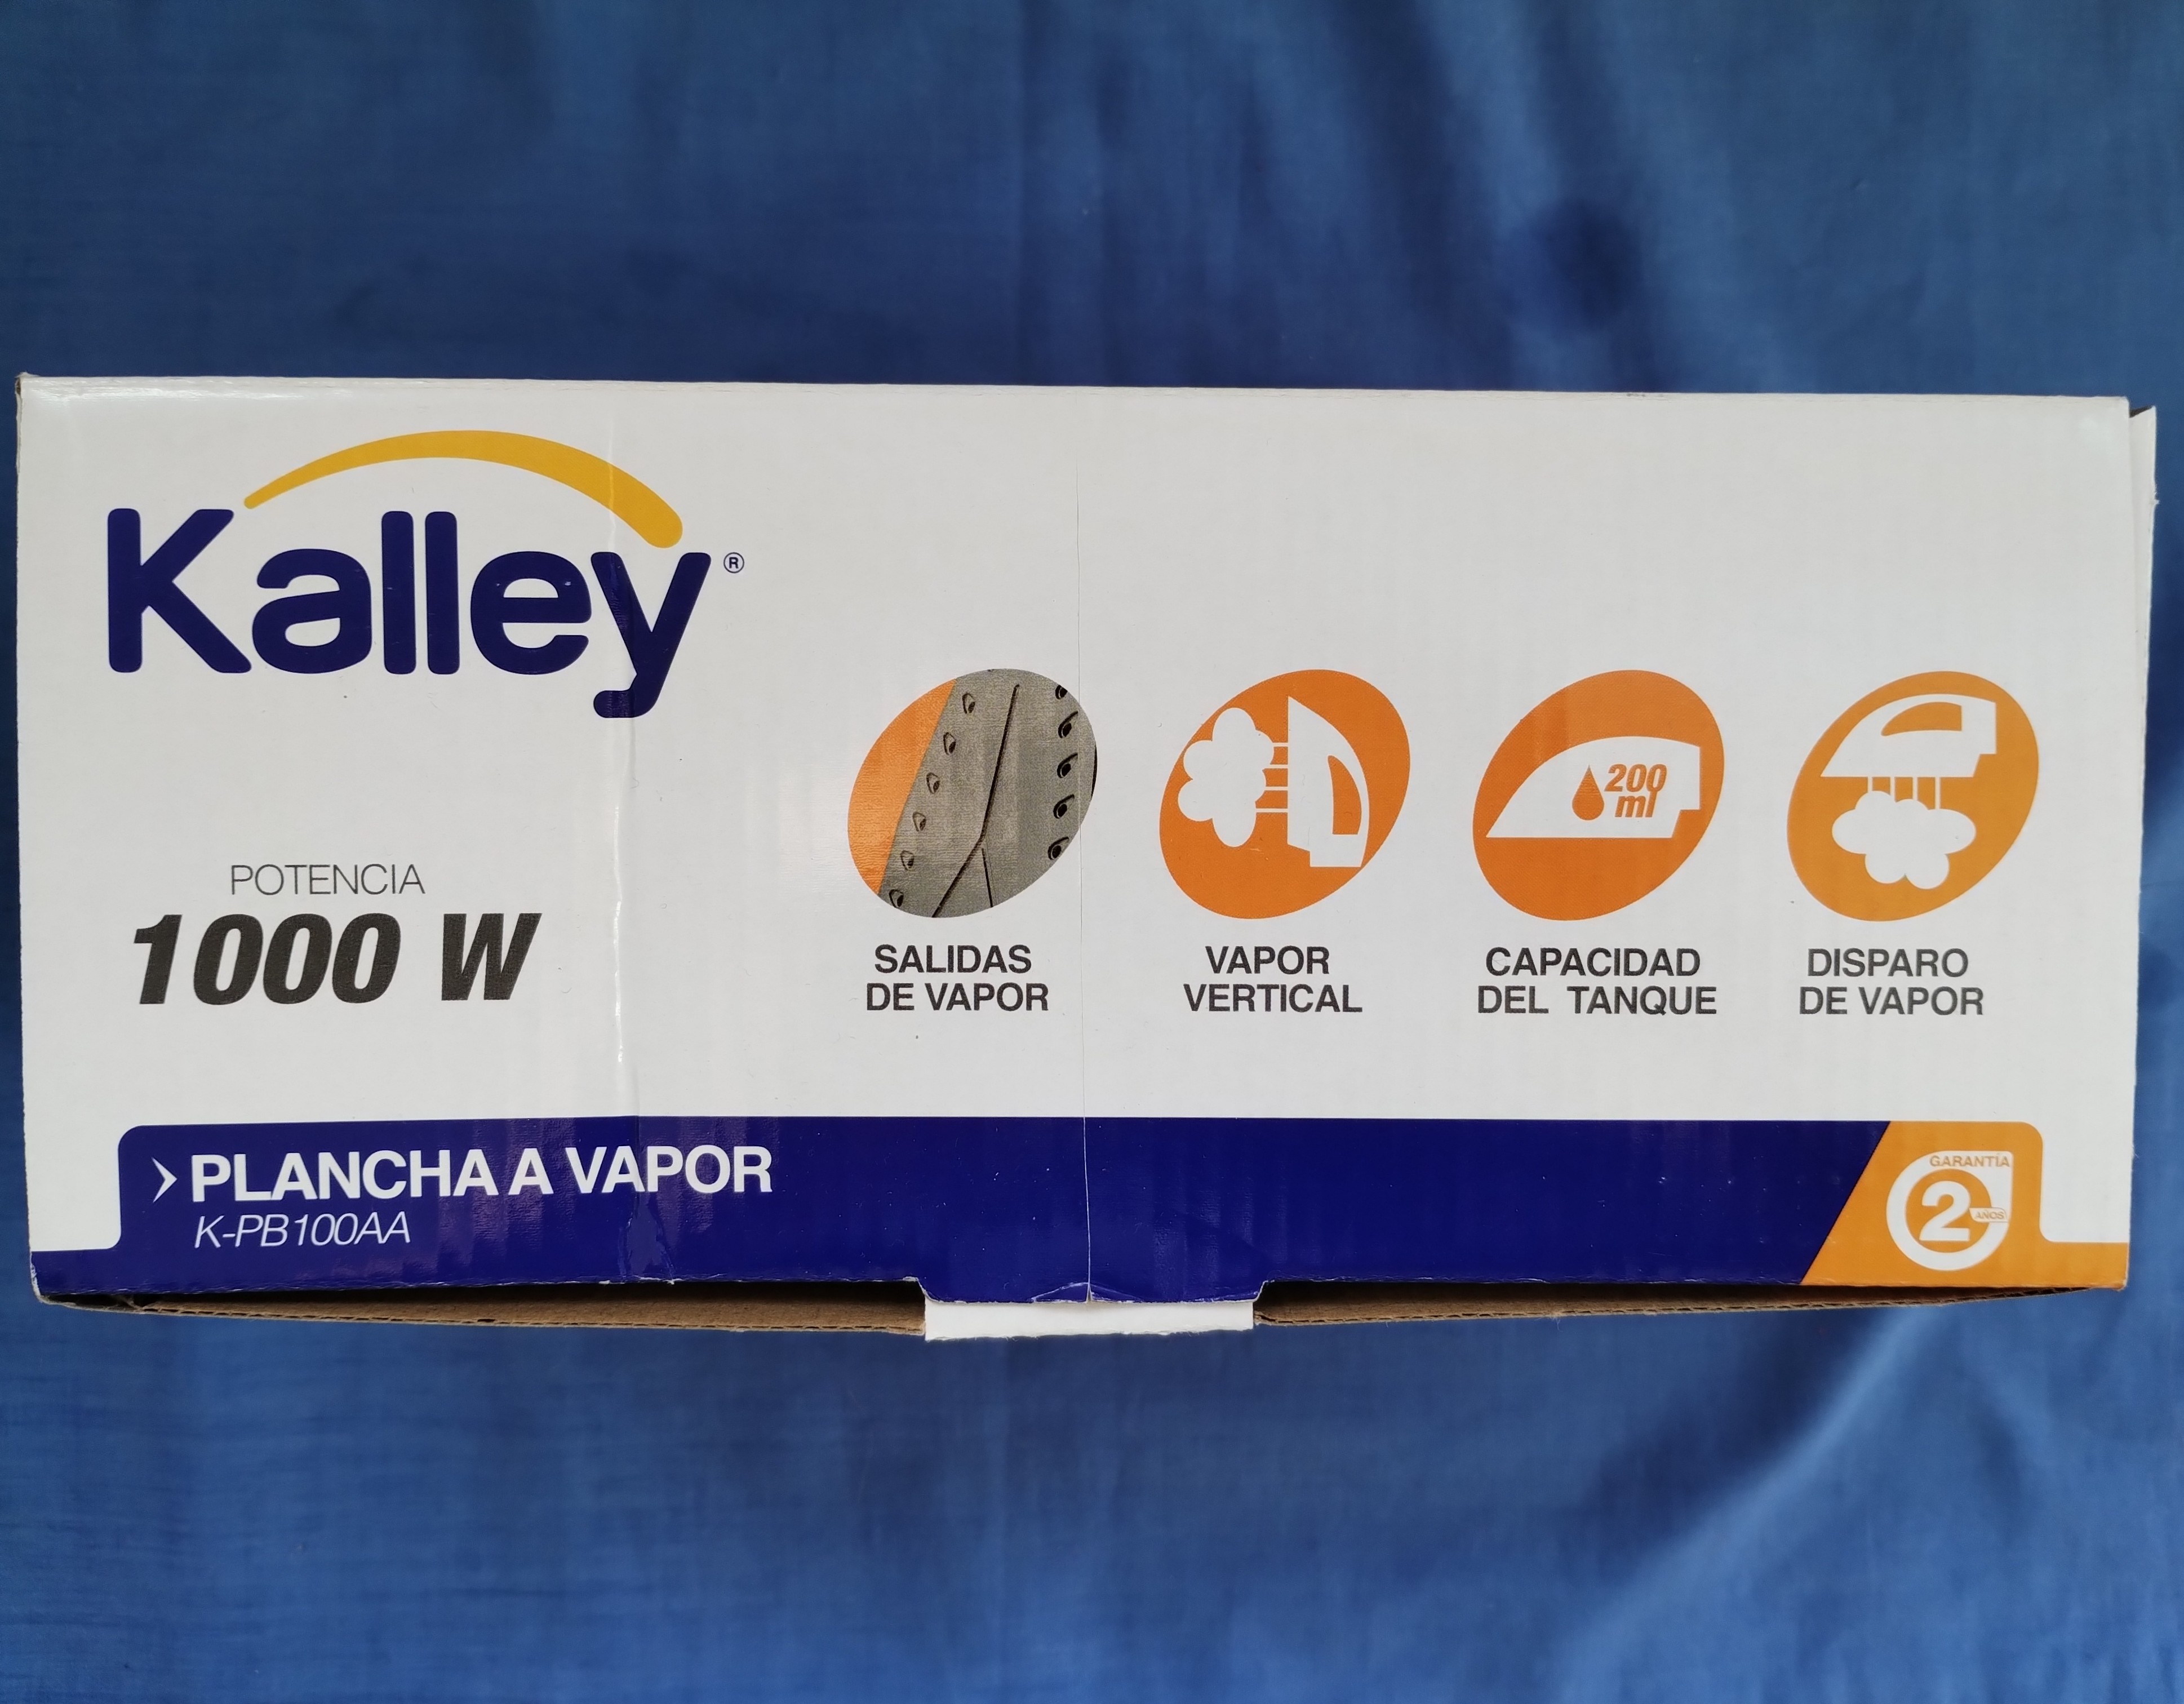 Kalley®
POTENCIA
1000 W
200
ml
SALIDAS
DE VAPOR
VAPOR
VERTICAL
CAPACIDAD
DEL TANQUE
DISPARO
DE VAPOR
PLANCHA A VAPOR
K-PB100AA
GARANTÍA
2
AÑOS